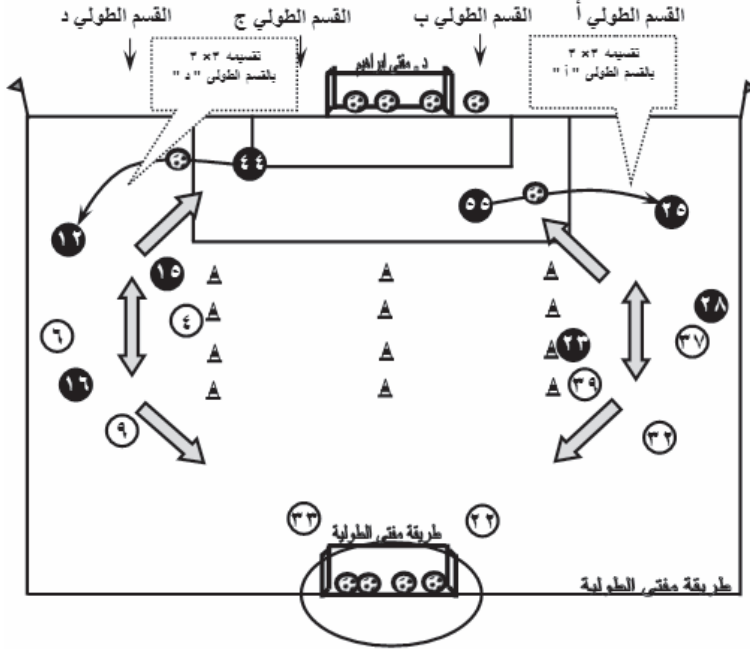 القسم الطولي أ
القسم الطولي ب
القسم الطولي ج
القسم الطولي د
تقسيمه ٣×٣
بالقسم الطولي "أ"
د. مفتي ابراهيم
تقسيمه ٣×٣
بالقسم الطولي "د"
٤٤
٥٥
٢٥
١٢
١٥
٤
٦
١٦
٩
٢٨
٣٧
٢٣
٣٩
٣٢
٣٣
٢٢
طريقة مفتي الطولية
طريقة مفتي الطولية